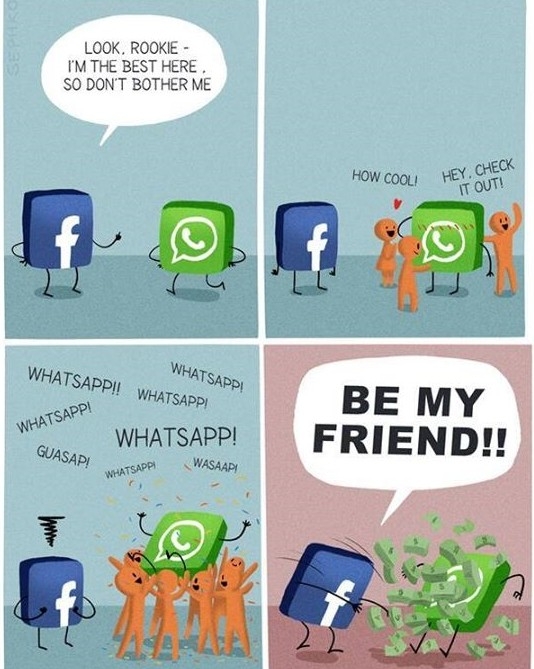 LOOK, ROOKIE -
I'M THE BEST HERE ,
SO DON'T BOTHER ME
HOW COOL!
HEY, CHECK
IT OUT!
WHATSAPP!!
WHATSAPP!
WHATSAPP!
WHATSAPP!
WHATSAPP!
GUASAP!
WHATSAPP!
WASAAP!
BE MY
FRIEND!!